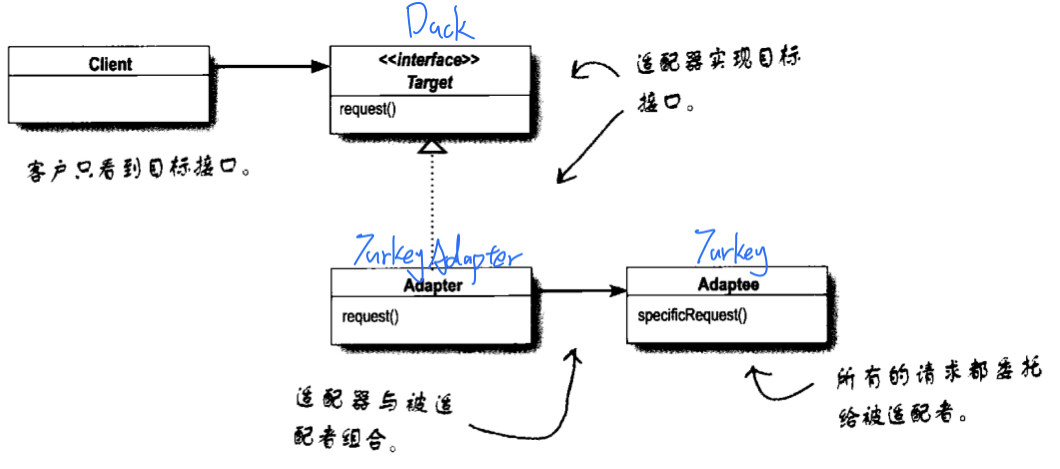 Duck
Client
<<interface>>
Target
request()
适配器实现目标
接口。
客户只看到目标接口。
TurkeyAdapter
Turkey
Adapter
request()
Adaptee
specificRequest()
适配器与被适
配者组合。
所有的请求都委托
给被适配者。